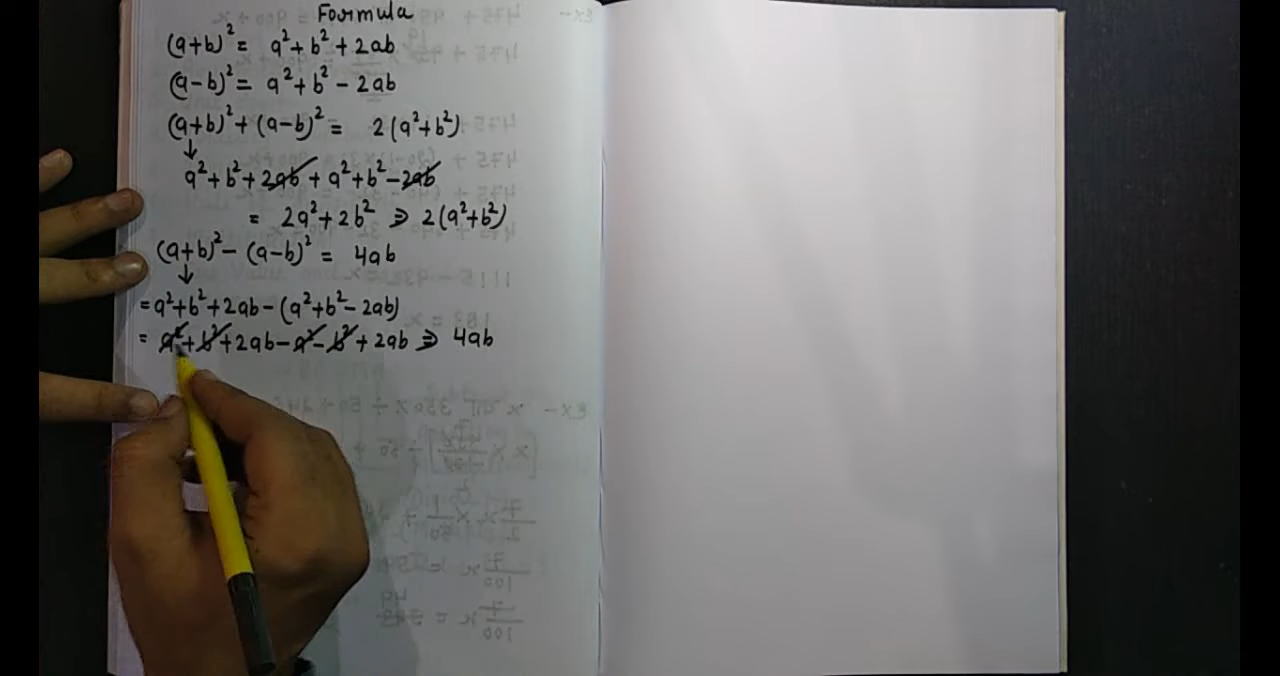 Formula
(a+b)² = a²+b²+2ab
(a-b)² = a²+b²-2ab
(a+b)²+(a-b)² = 2(a²+b²)
↓
a²+b²+2ab+a²+b²-2ab
= 2a²+2b² ⇒ 2(a²+b²)
(a+b)²-(a-b)² = 4ab
↓
=a²+b²+2ab-(a²+b²-2ab)
= a²+b²+2ab-a²-b²+2ab ⇒ 4ab